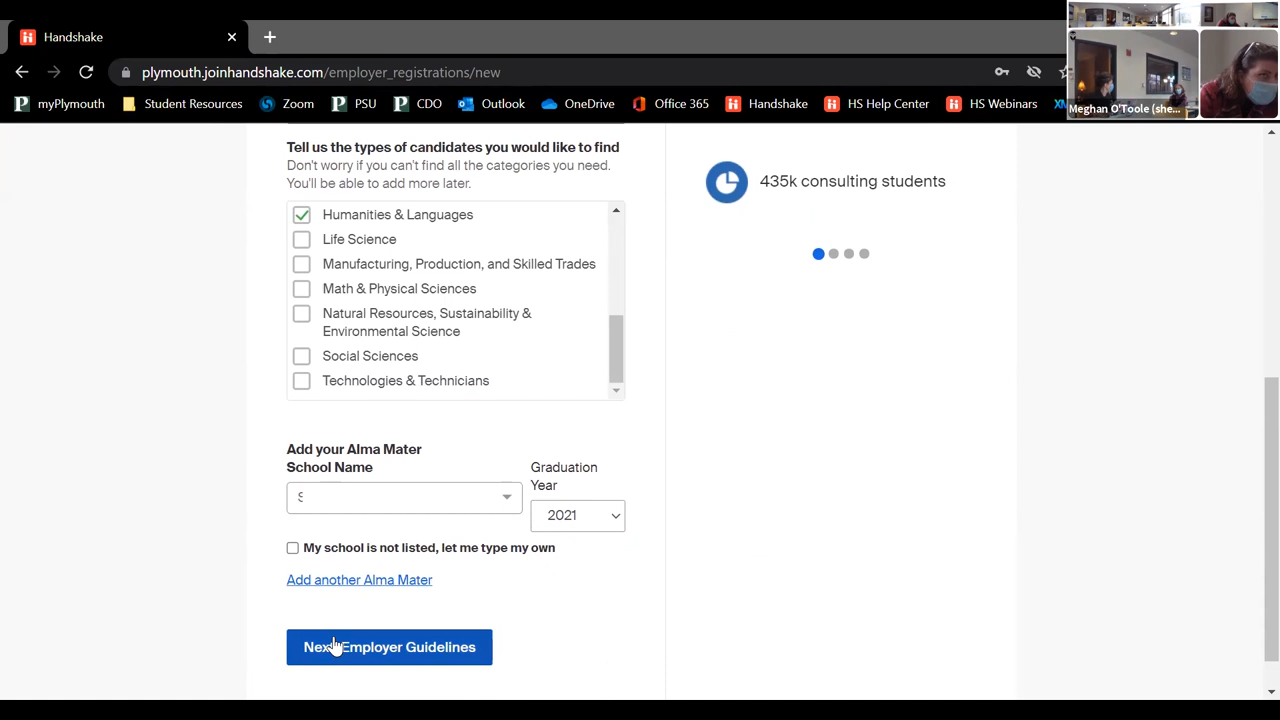 Handshake
plymouth.joinhandshake.com/employer_registrations/new
myPlymouth
Student Resources
Zoom
PSU
CDO
Outlook
OneDrive
Office 365
Handshake
HS Help Center
HS Webinars
Meghan O'Toole (she...
Tell us the types of candidates you would like to find
Don't worry if you can't find all the categories you need.
You'll be able to add more later.
Humanities & Languages
Life Science
Manufacturing, Production, and Skilled Trades
Math & Physical Sciences
Natural Resources, Sustainability &
Environmental Science
Social Sciences
Technologies & Technicians
435k consulting students
Add your Alma Mater
School Name
Graduation
Year
S
2021
My school is not listed, let me type my own
Add another Alma Mater
Employer Guidelines